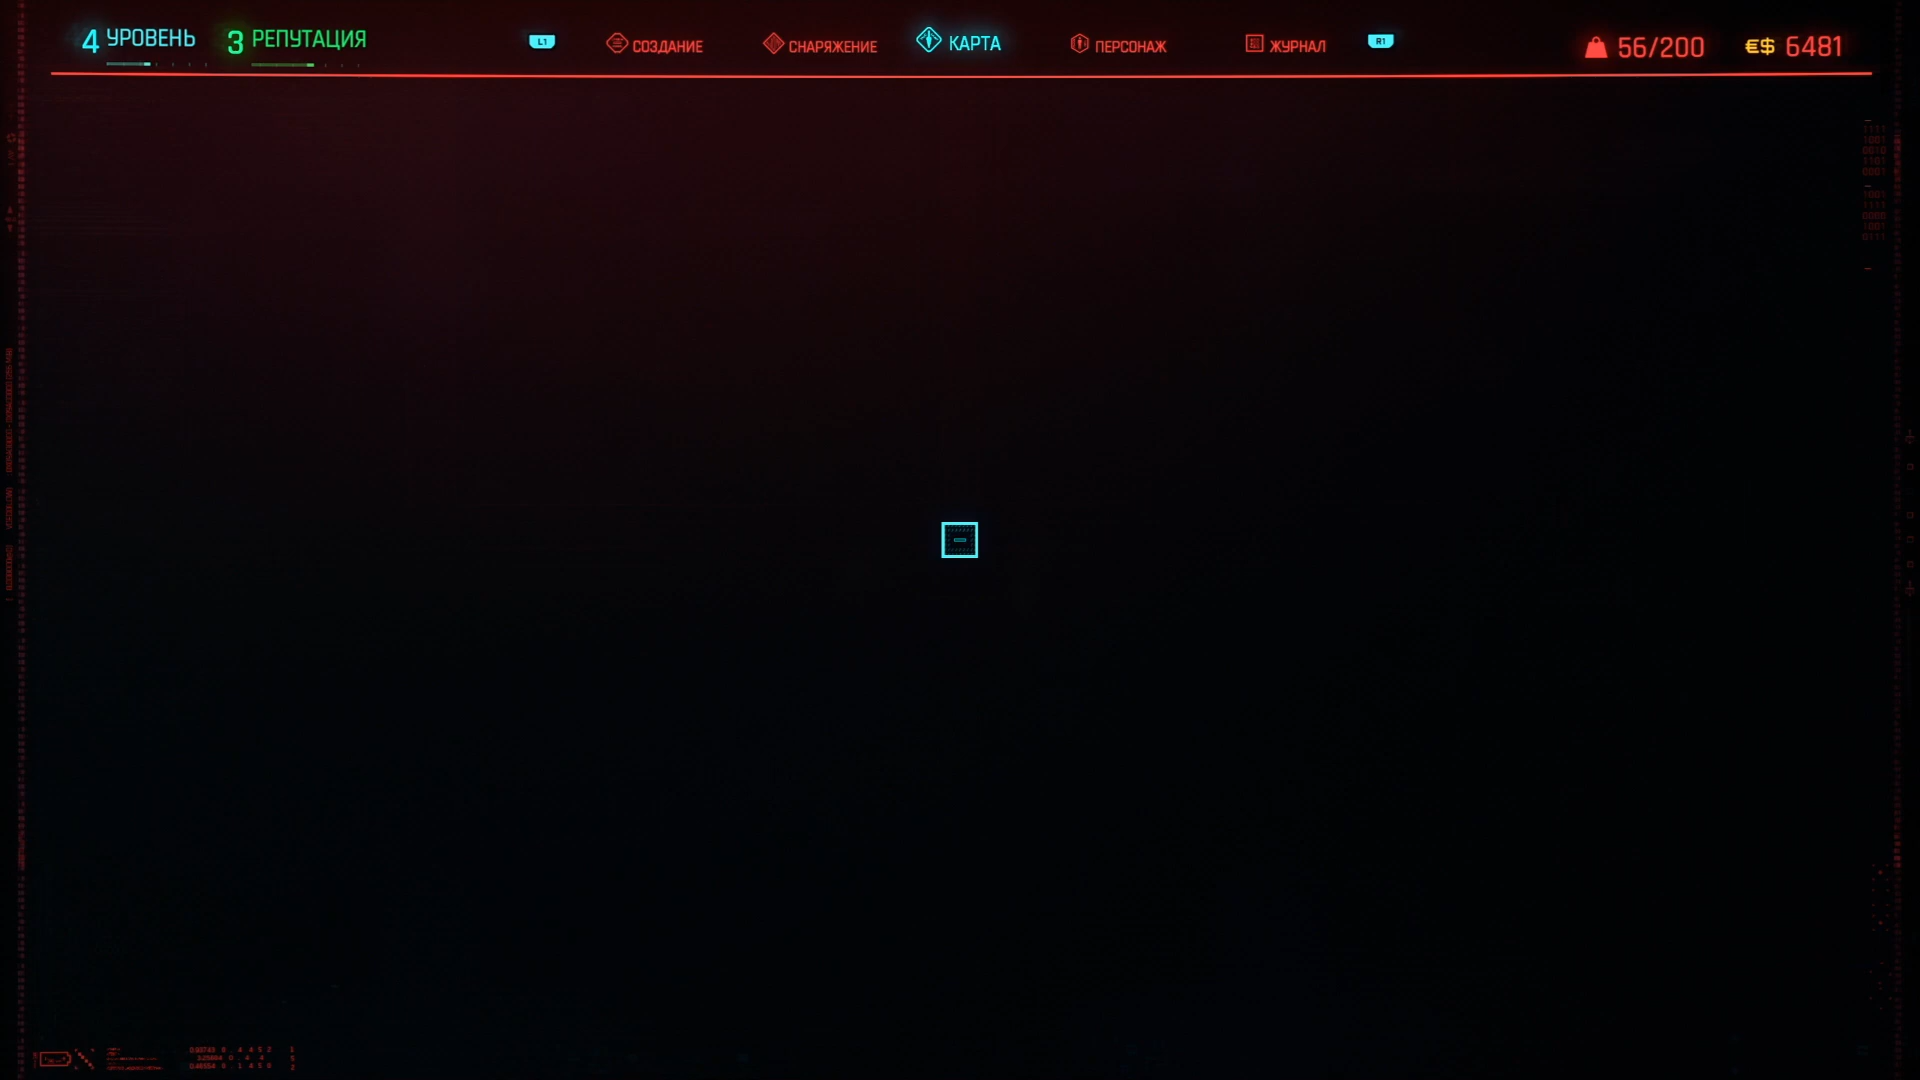 4 УРОВЕНЬ 3 РЕПУТАЦИЯ L1 СОЗДАНИЕ СНАРЯЖЕНИЕ КАРТА ПЕРСОНАЖ ЖУРНАЛ R1 56/200 €$ 6481